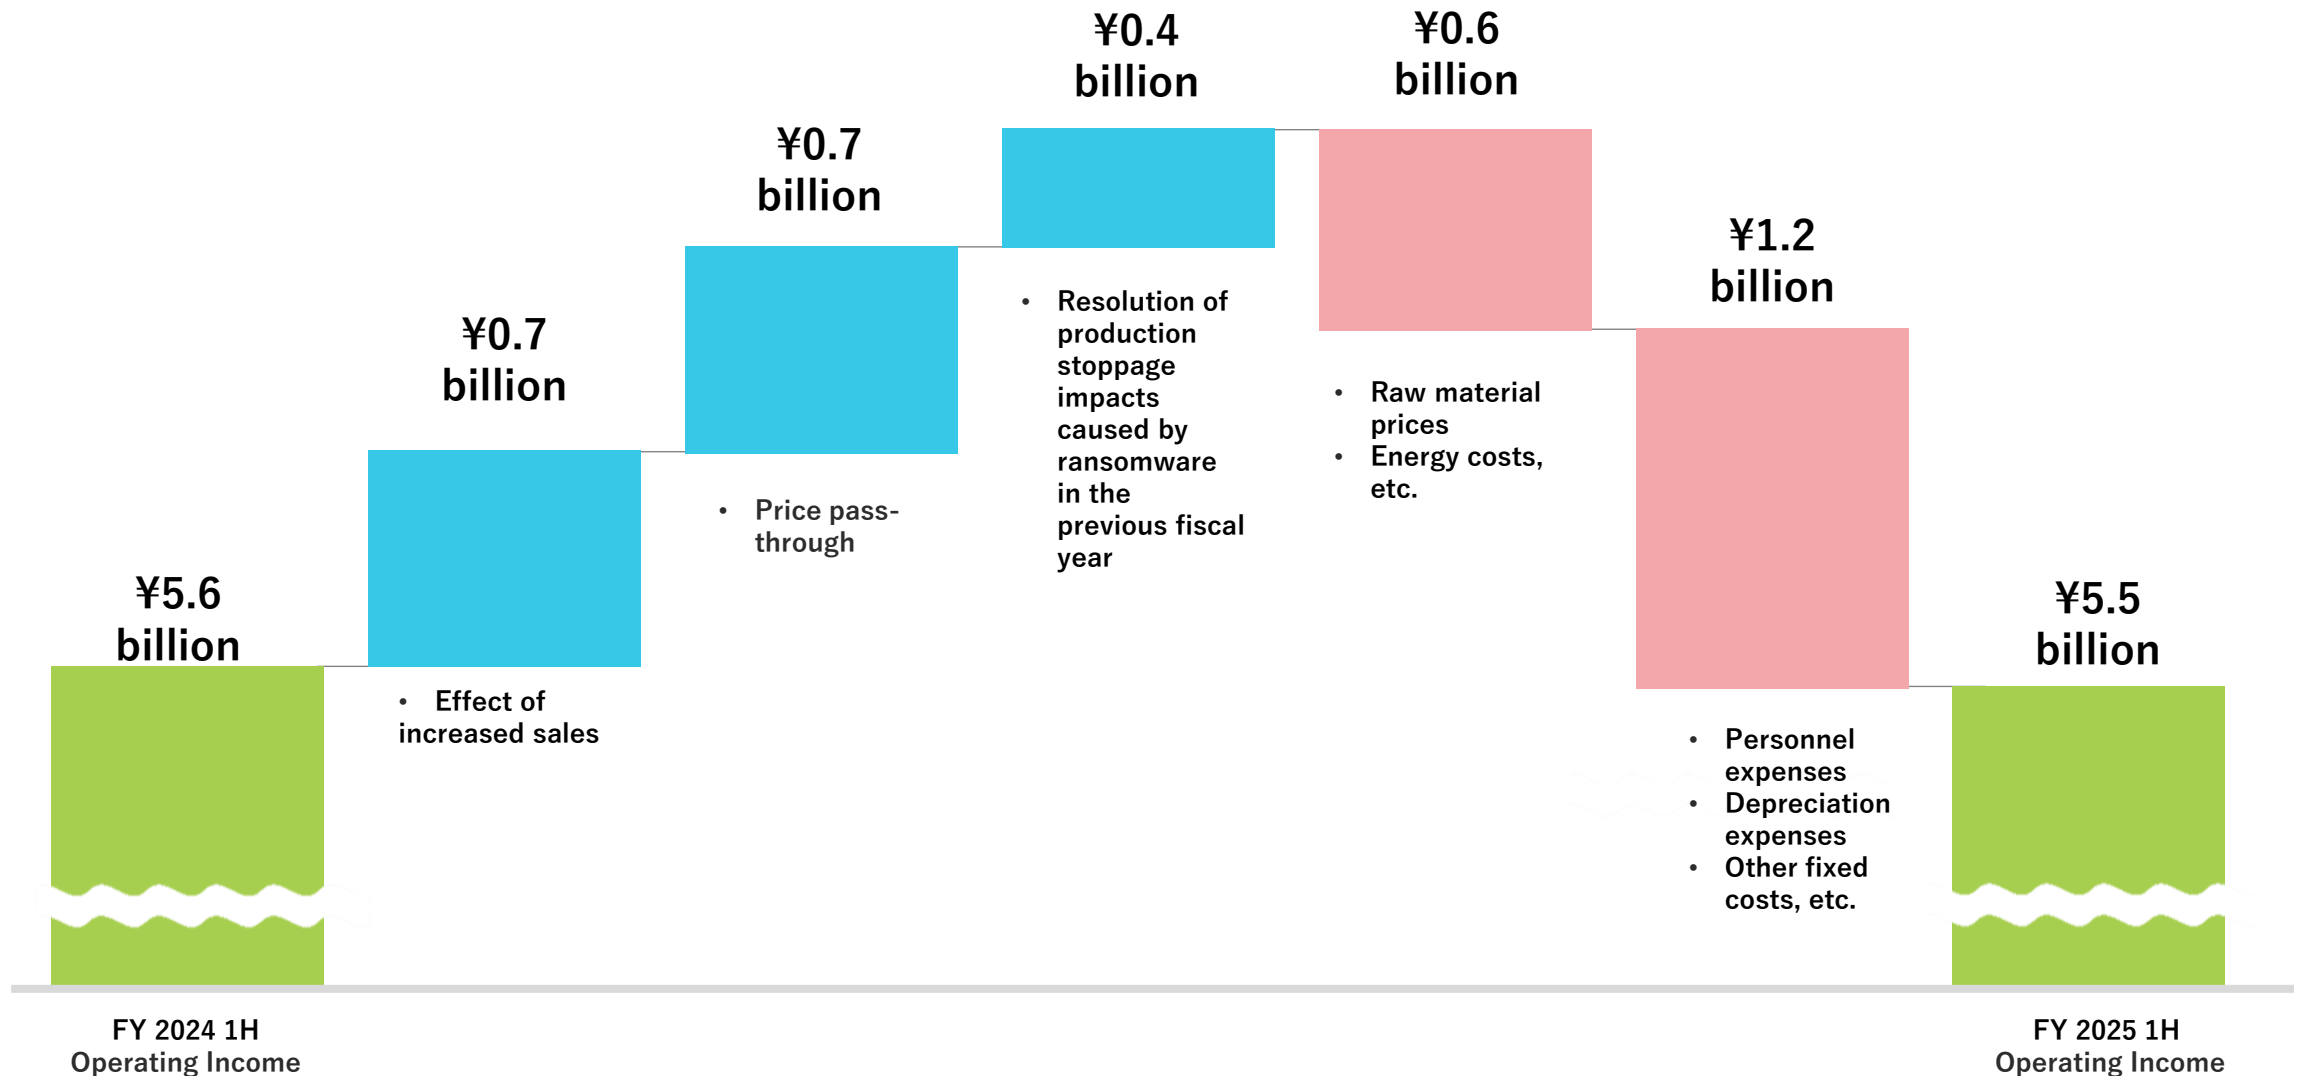 ¥5.6
billion
¥0.7
billion
• Effect of
increased sales
¥0.7
billion
• Price pass-
through
¥0.4
billion
• Resolution of
production
stoppage
impacts
caused by
ransomware
in the
previous fiscal
year
¥0.6
billion
• Raw material
prices
• Energy costs,
etc.
¥1.2
billion
• Personnel
expenses
• Depreciation
expenses
• Other fixed
costs, etc.
¥5.5
billion
FY 2024 1H
Operating Income
FY 2025 1H
Operating Income